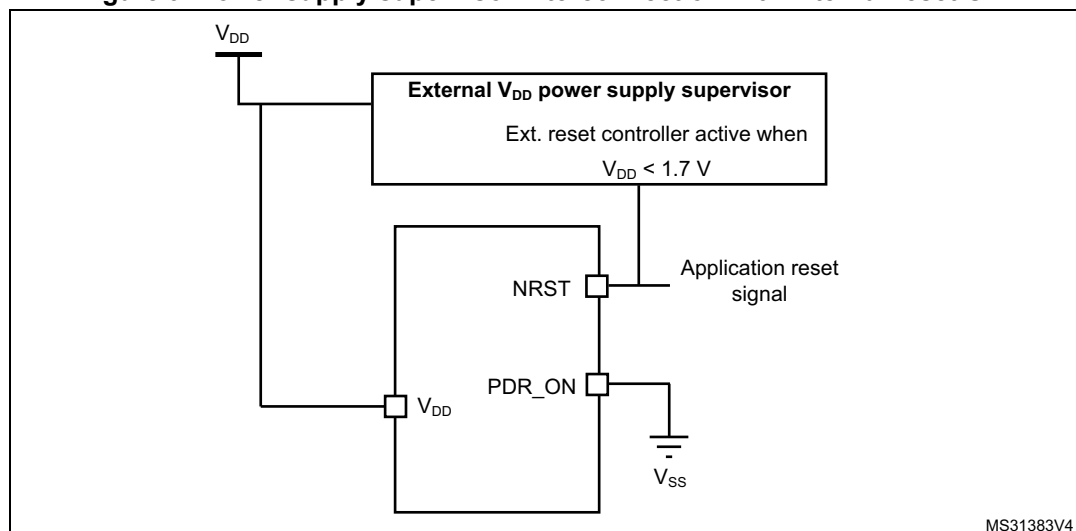 V_DD
External V_DD power supply supervisor
Ext. reset controller active when
V_DD < 1.7 V
NRST
Application reset
signal
PDR_ON
V_DD
V_SS
MS31383V4